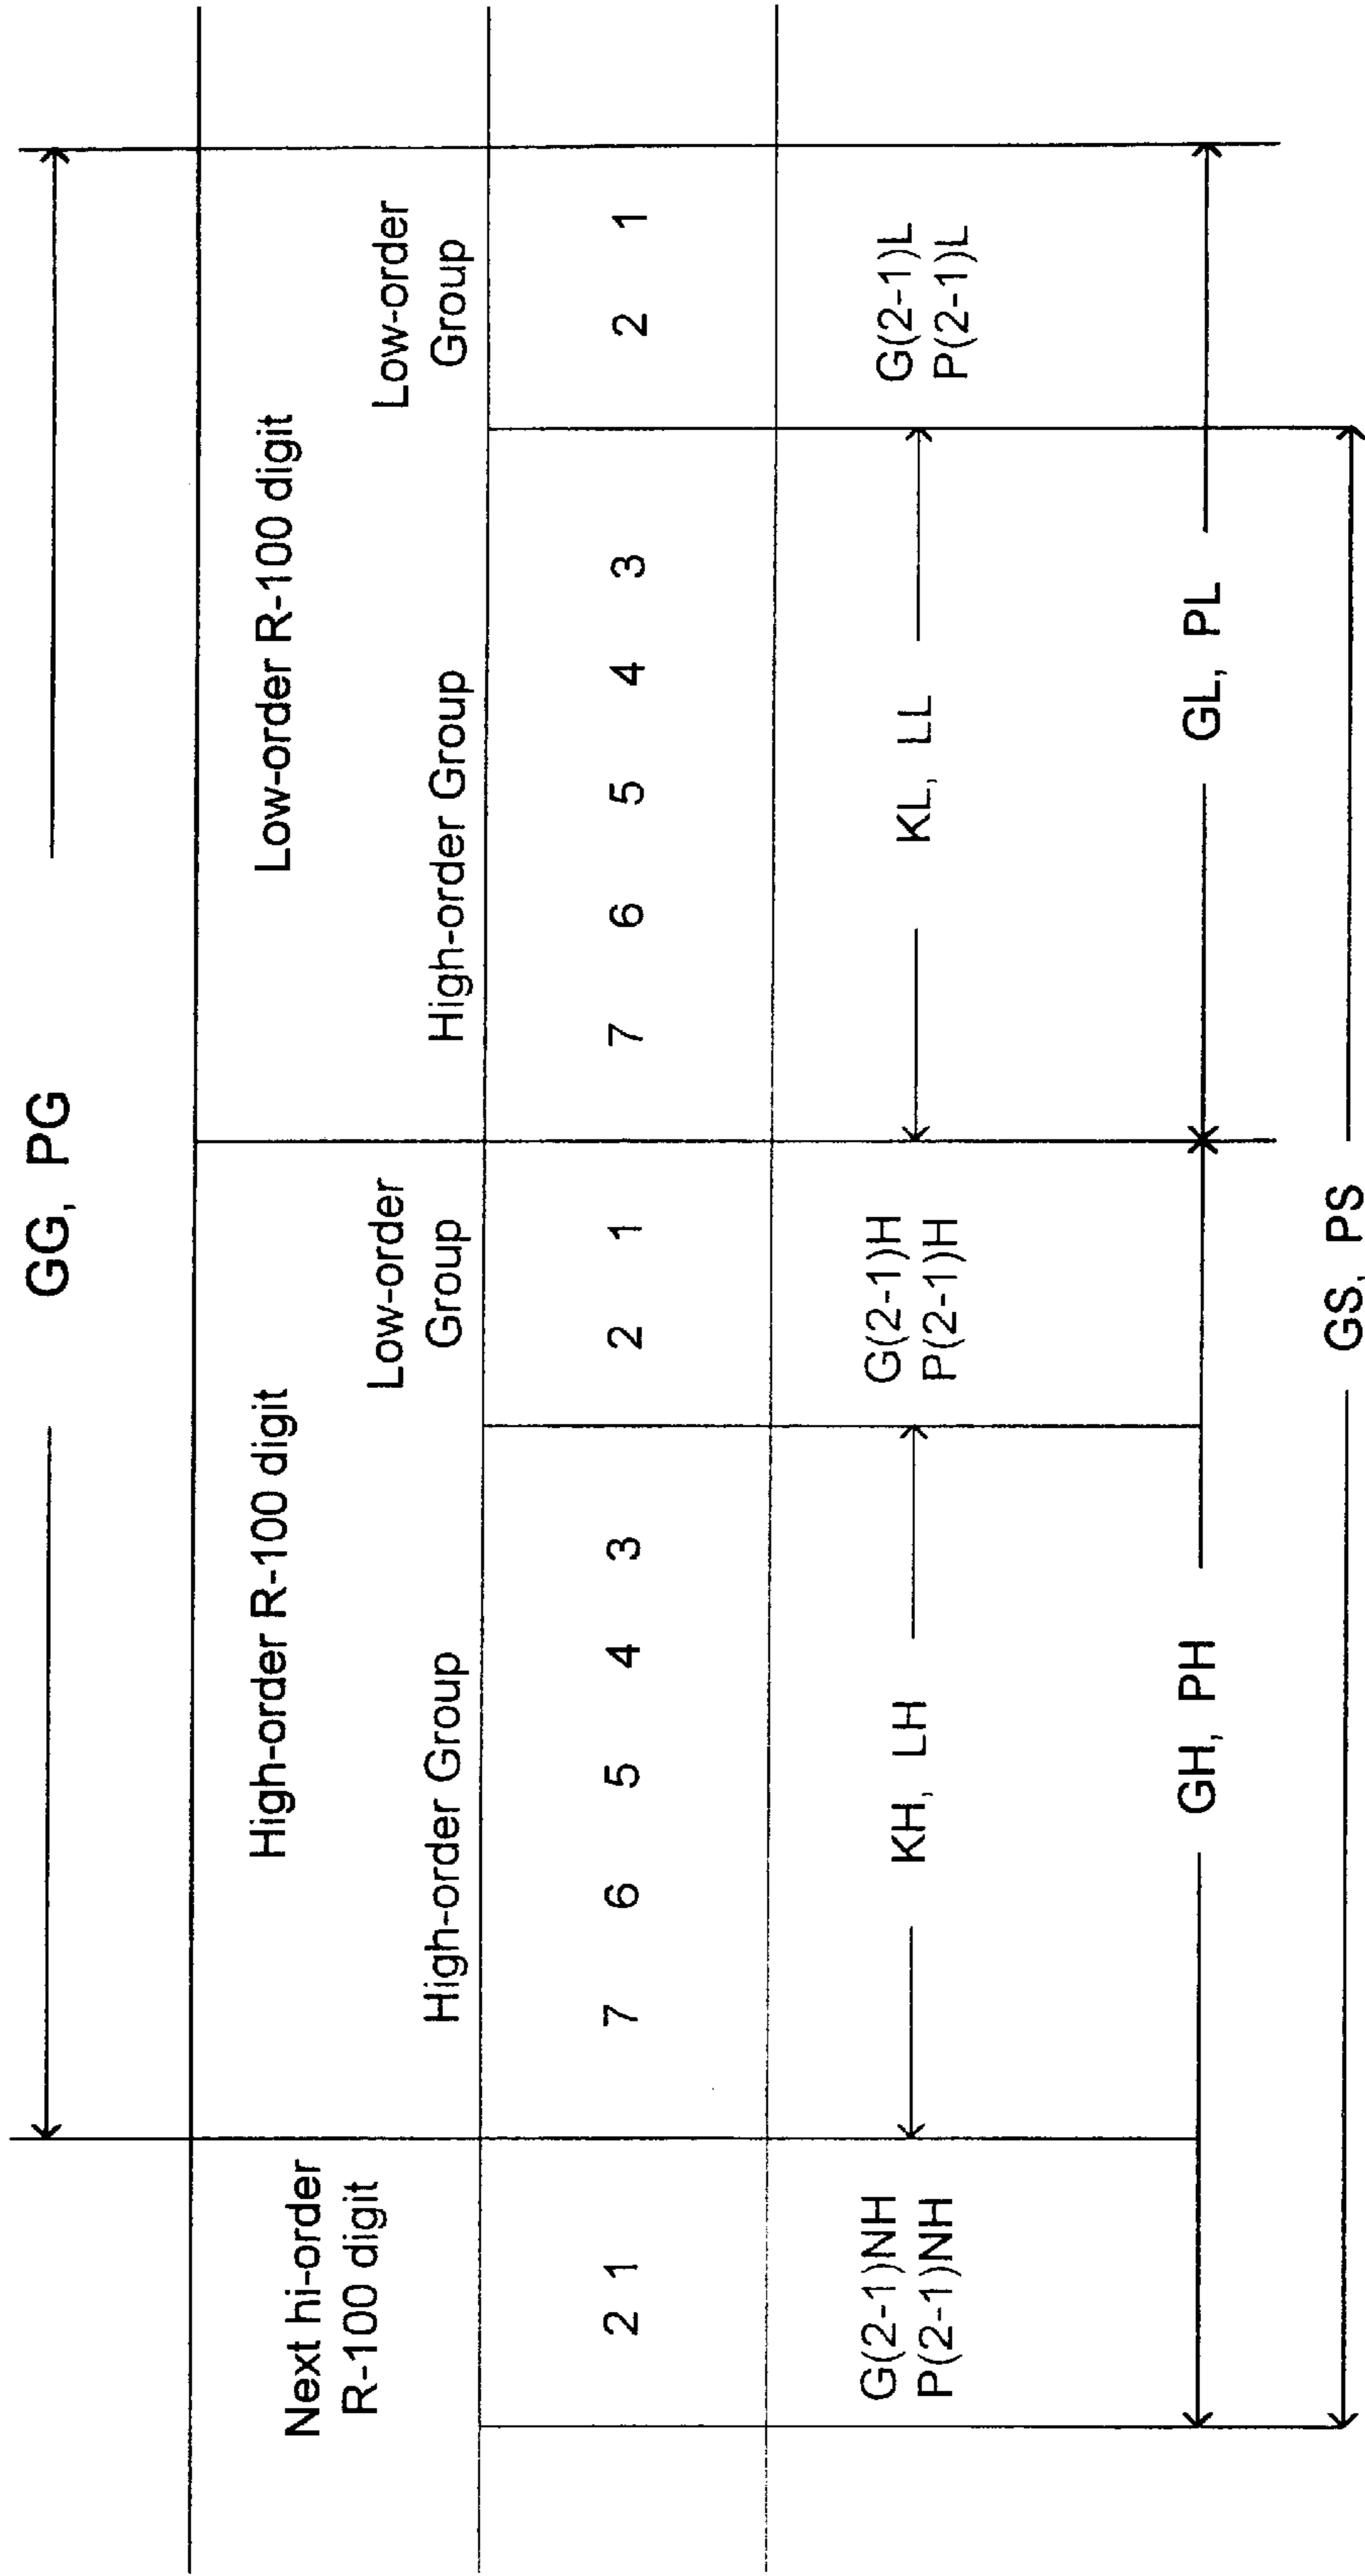 GG, PG
Next hi-order
R-100 digit
High-order R-100 digit
Low-order R-100 digit
High-order Group
Low-order
Group
High-order Group
Low-order
Group
2 1
7 6 5 4 3
2 1
7 6 5 4 3
2 1
G(2-1)NH
P(2-1)NH
KH, LH
G(2-1)H
P(2-1)H
KL, LL
G(2-1)L
P(2-1)L
GH, PH
GL, PL
GS, PS